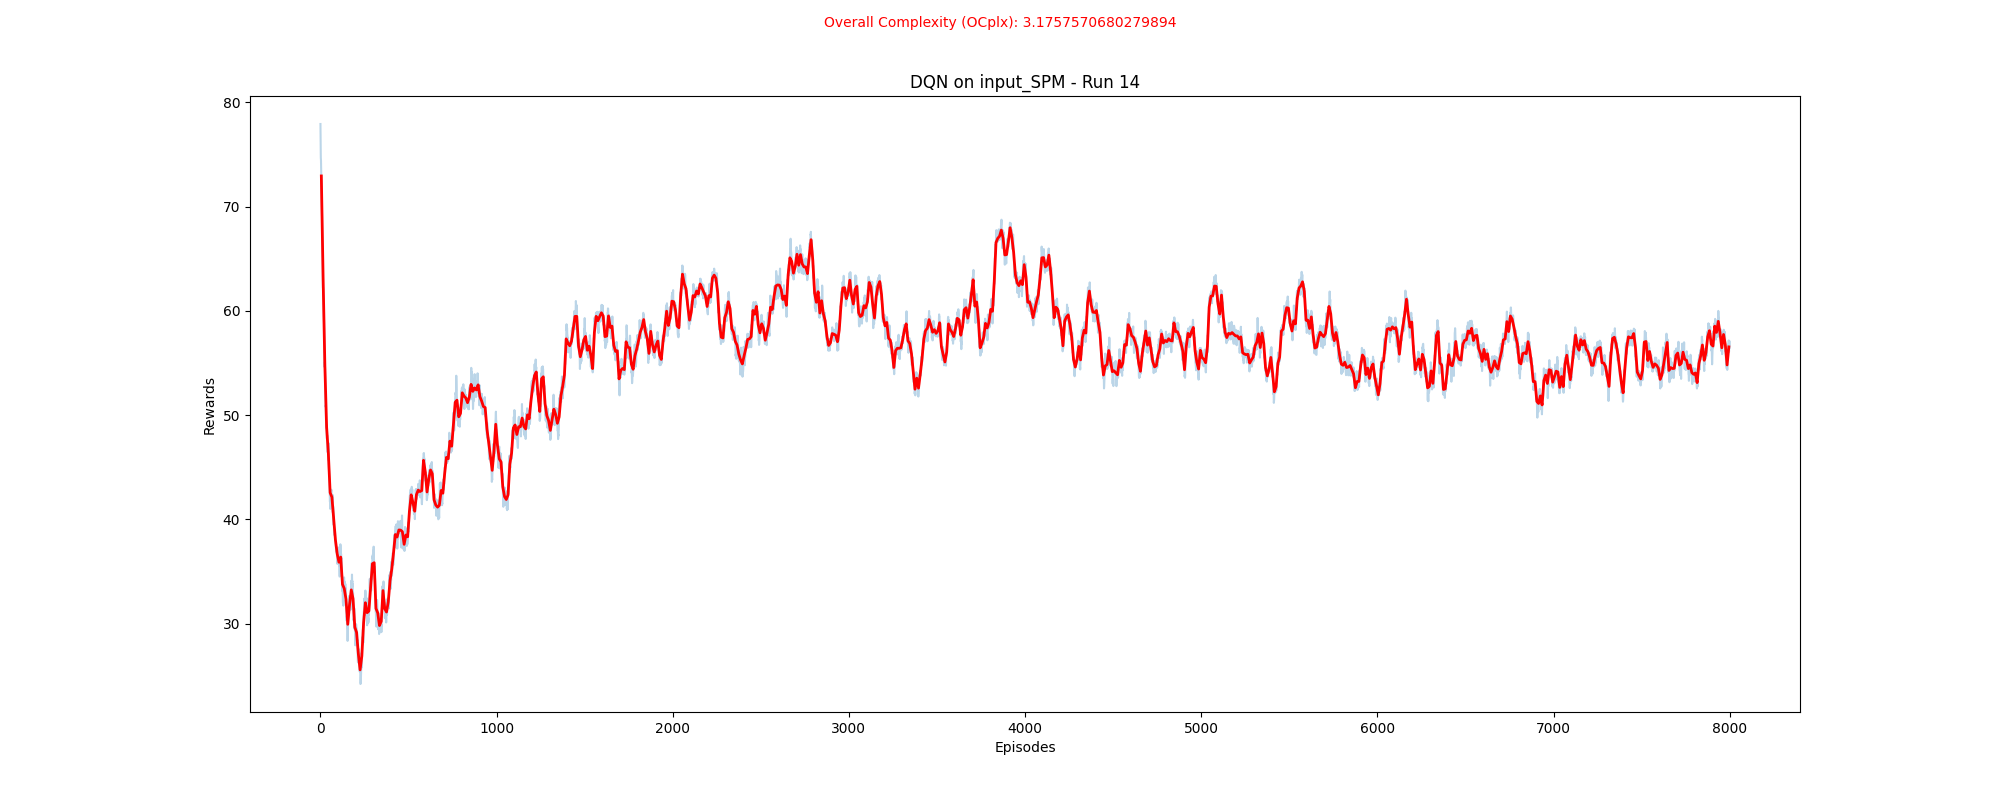 Overall Complexity (OCplx): 3.1757570680279894
DQN on input_SPM - Run 14
80
70
60
50
40
30
Rewards
0 1000 2000 3000 4000 5000 6000 7000 8000
Episodes